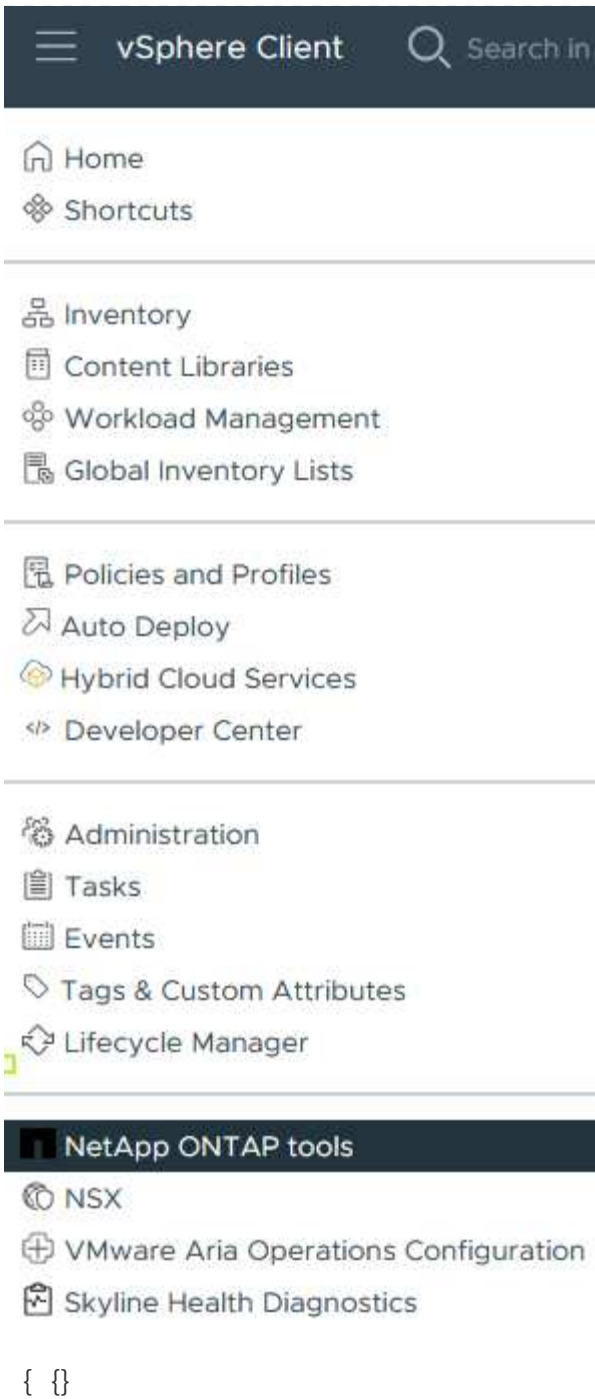 vSphere Client Search in
Home
Shortcuts
Inventory
Content Libraries
Workload Management
Global Inventory Lists
Policies and Profiles
Auto Deploy
Hybrid Cloud Services
Developer Center
Administration
Tasks
Events
Tags & Custom Attributes
Lifecycle Manager
NetApp ONTAP tools
NSX
VMware Aria Operations Configuration
Skyline Health Diagnostics
{ {}